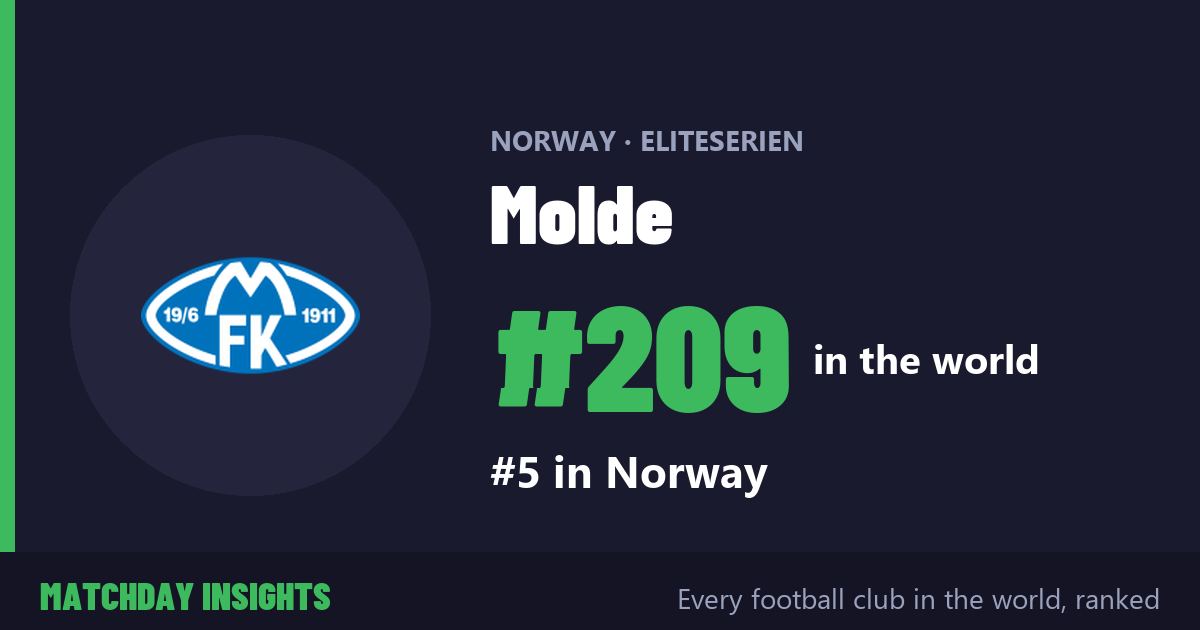 NORWAY · ELITESERIEN
Molde
#209 in the world
#5 in Norway
M
19/6 1911
FK
MATCHDAY INSIGHTS
Every football club in the world, ranked